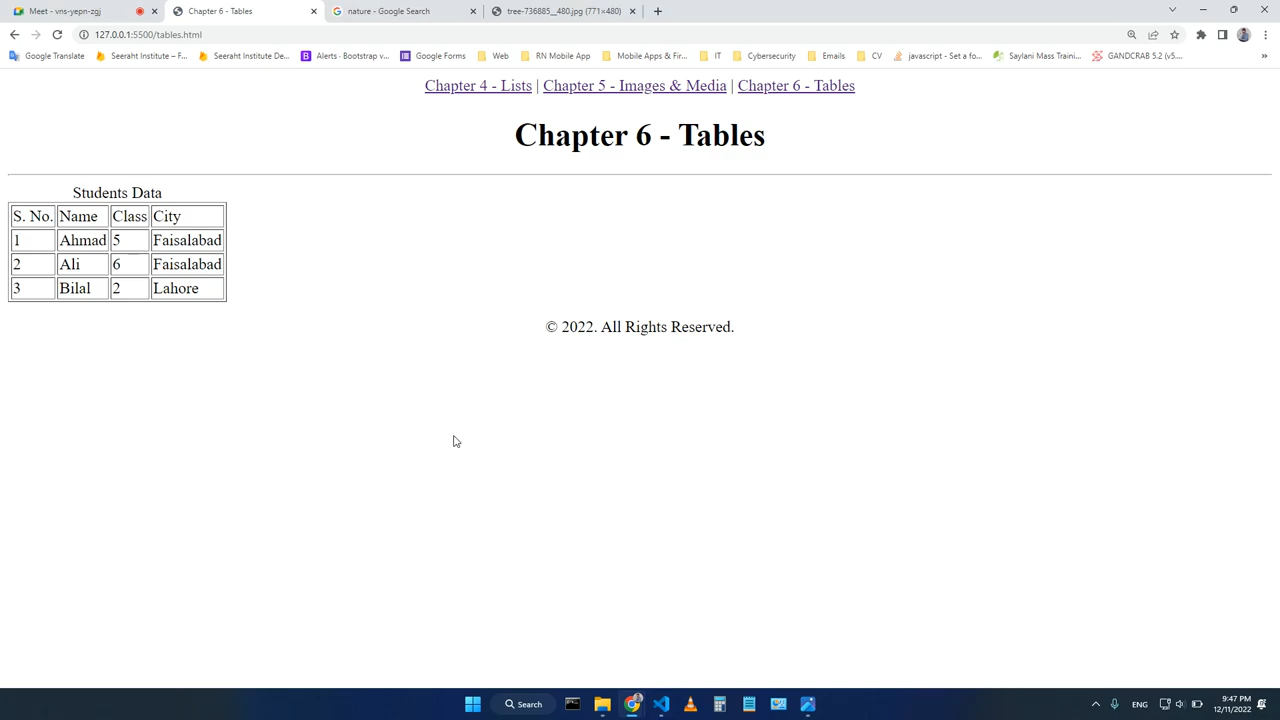 Meet - vns-yepn-zgj
Chapter 6 - Tables
nature - Google Search
tree-736885__480.jpg (771×480)
127.0.0.1:5500/tables.html
Google Translate
Seeraht Institute – F...
Seeraht Institute De...
Alerts · Bootstrap v...
Google Forms
Web
RN Mobile App
Mobile Apps & Fir...
IT
Cybersecurity
Emails
CV
javascript - Set a fo...
Saylani Mass Traini...
GANDCRAB 5.2 (v5....
Chapter 4 - Lists | Chapter 5 - Images & Media | Chapter 6 - Tables
Chapter 6 - Tables
Students Data
S. No. Name Class City
1 Ahmad 5 Faisalabad
2 Ali 6 Faisalabad
3 Bilal 2 Lahore
© 2022. All Rights Reserved.
Search
ENG
9:47 PM
12/11/2022